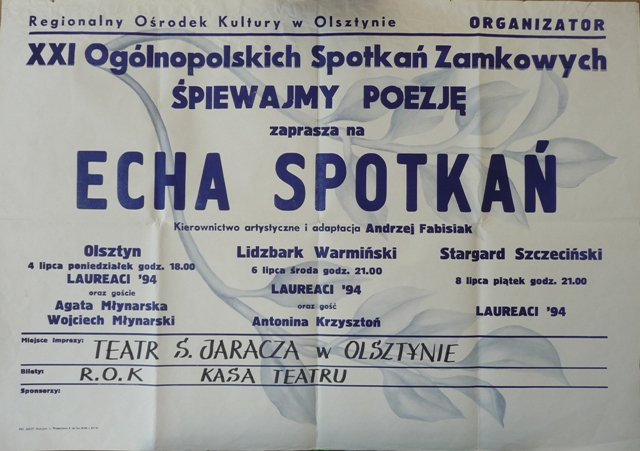 Regionalny Ośrodek Kultury w Olsztynie ORGANIZATOR
XXI Ogólnopolskich Spotkań Zamkowych
ŚPIEWAJMY POEZJĘ
zaprasza na
ECHA SPOTKAŃ
Kierownictwo artystyczne i adaptacja Andrzej Fabisiak
Olsztyn
4 lipca poniedziałek godz. 18.00
LAUREACI '94
oraz goście
Agata Młynarska
Wojciech Młynarski
Lidzbark Warmiński
6 lipca środa godz. 21.00
LAUREACI '94
oraz gość
Antonina Krzysztoń
Stargard Szczeciński
8 lipca piątek godz. 21.00
LAUREACI '94
Miejsce imprezy: TEATR S. JARACZA w OLSZTYNIE
Bilety: R.O.K KASA TEATRU
Sponsorzy: